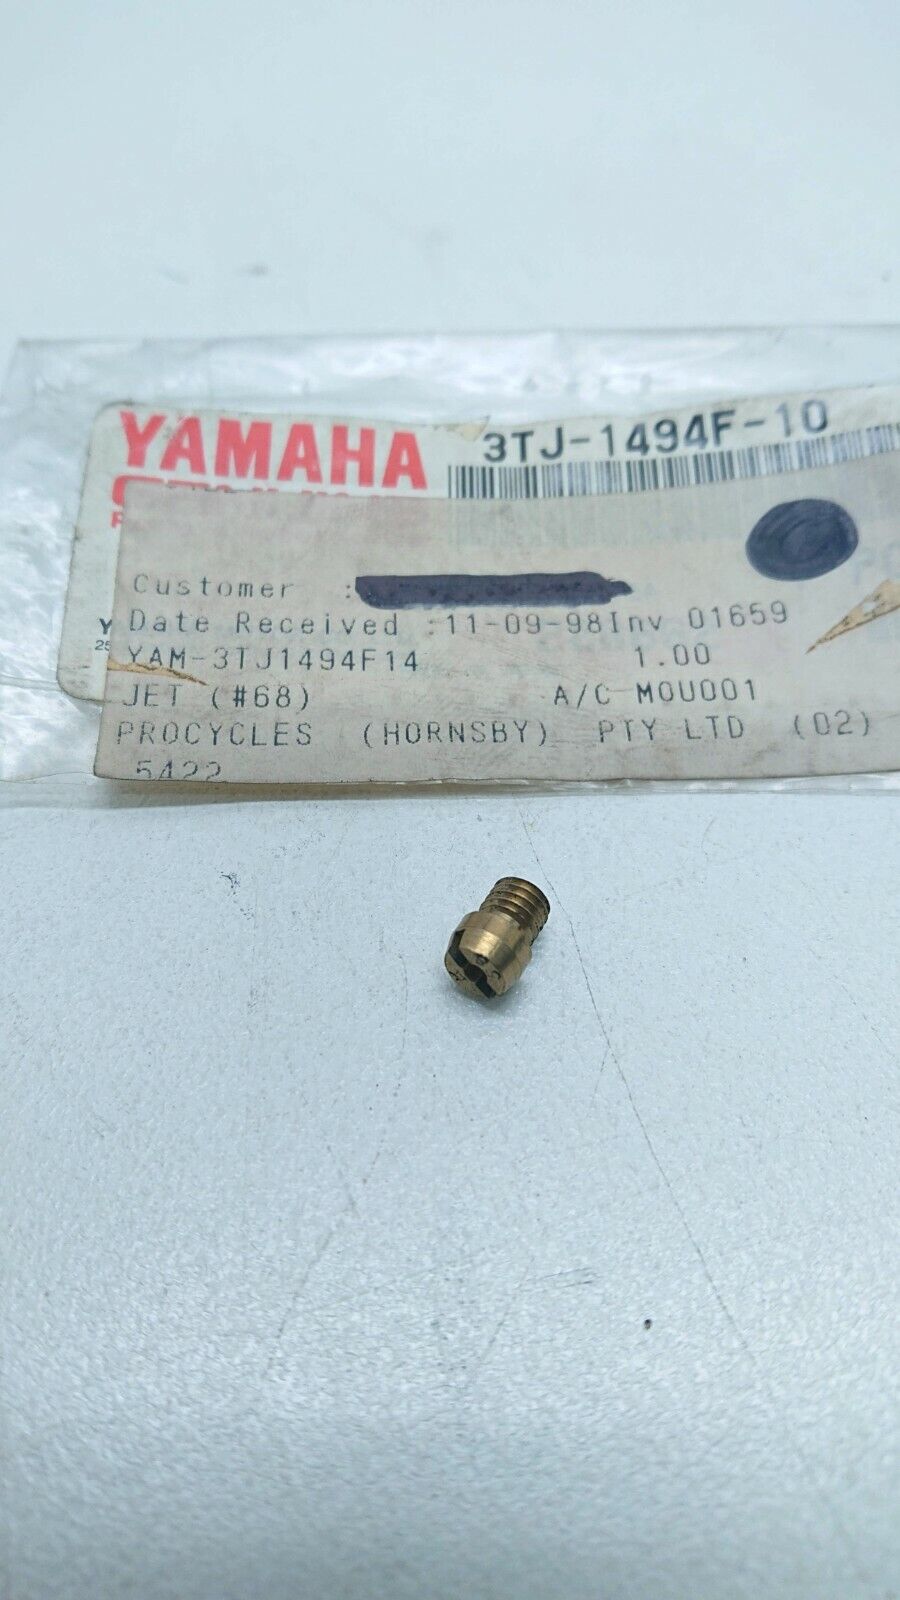 YAMAHA 3TJ-1494F-10
Customer :
Date Received :11-09-98Inv 01659
YAM-3TJ1494F14 1.00
JET (#68) A/C MOU001
PROCYCLES (HORNSBY) PTY LTD (02)
5422